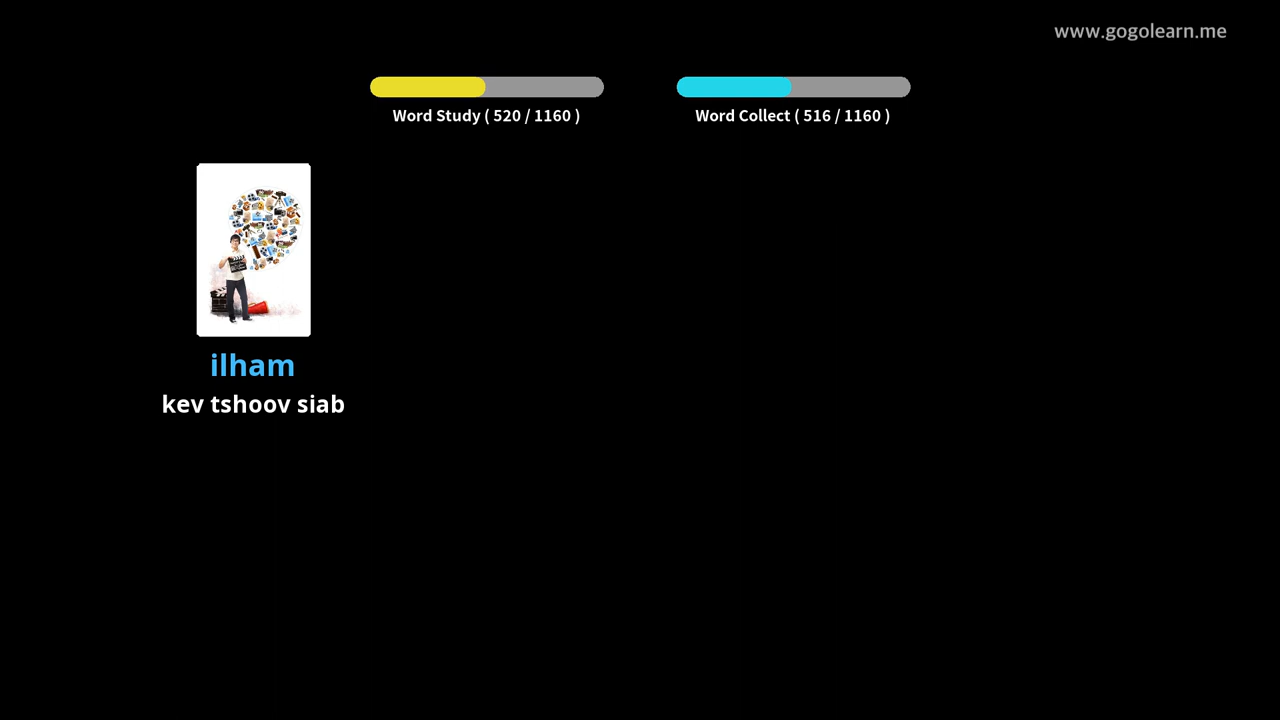 www.gogolearn.me
Word Study ( 520 / 1160 )
Word Collect ( 516 / 1160 )
ilham
kev tshoov siab